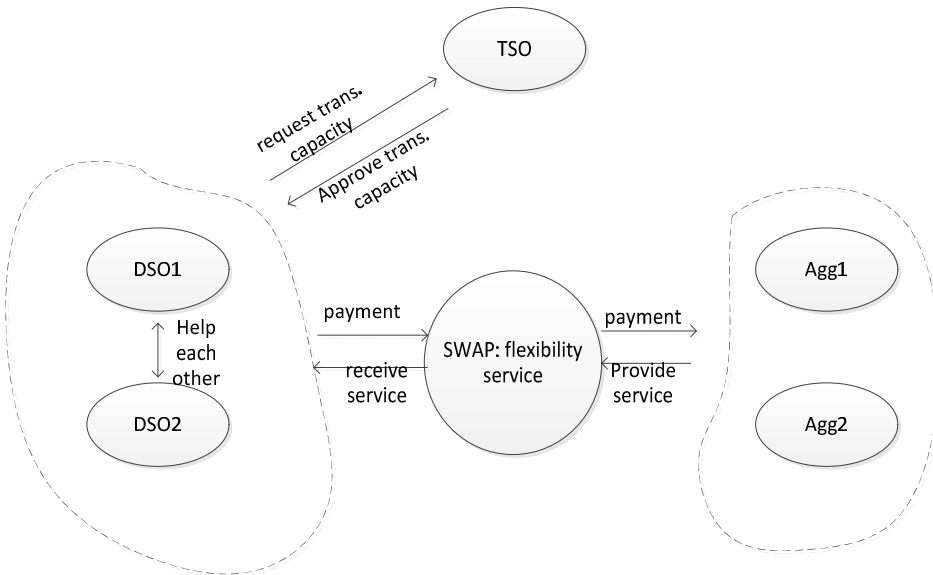 TSO
request trans.
capacity
Approve trans.
capacity
DSO1
Help
each
other
DSO2
payment
receive
service
SWAP: flexibility
service
payment
Provide
service
Agg1
Agg2